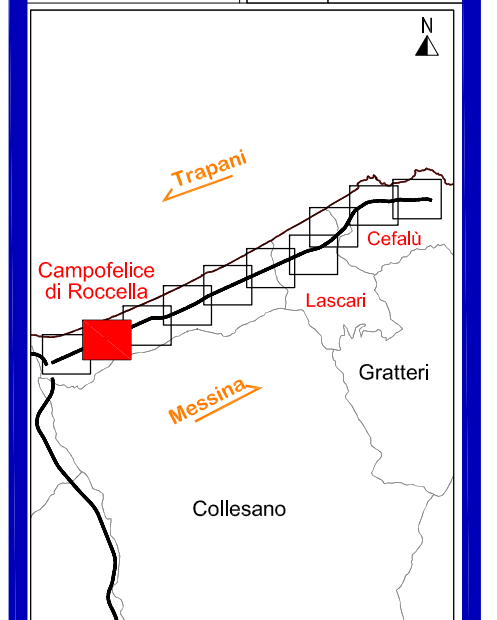 N
Trapani
Cefalù
Campofelice
di Roccella
Lascari
Gratteri
Messina
Collesano